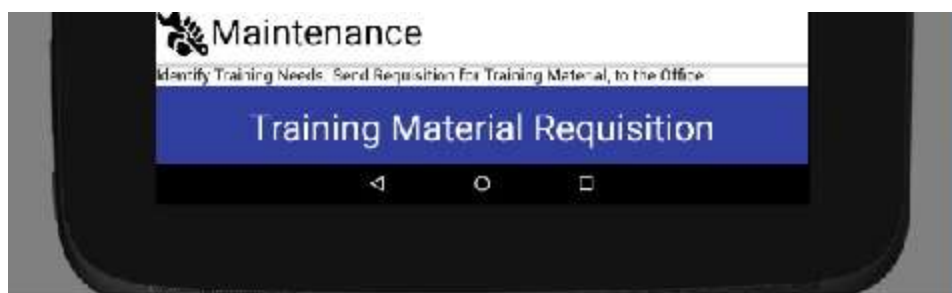 Maintenance
Identify Training Needs. Send Requisition for Training Material, to the Office
Training Material Requisition